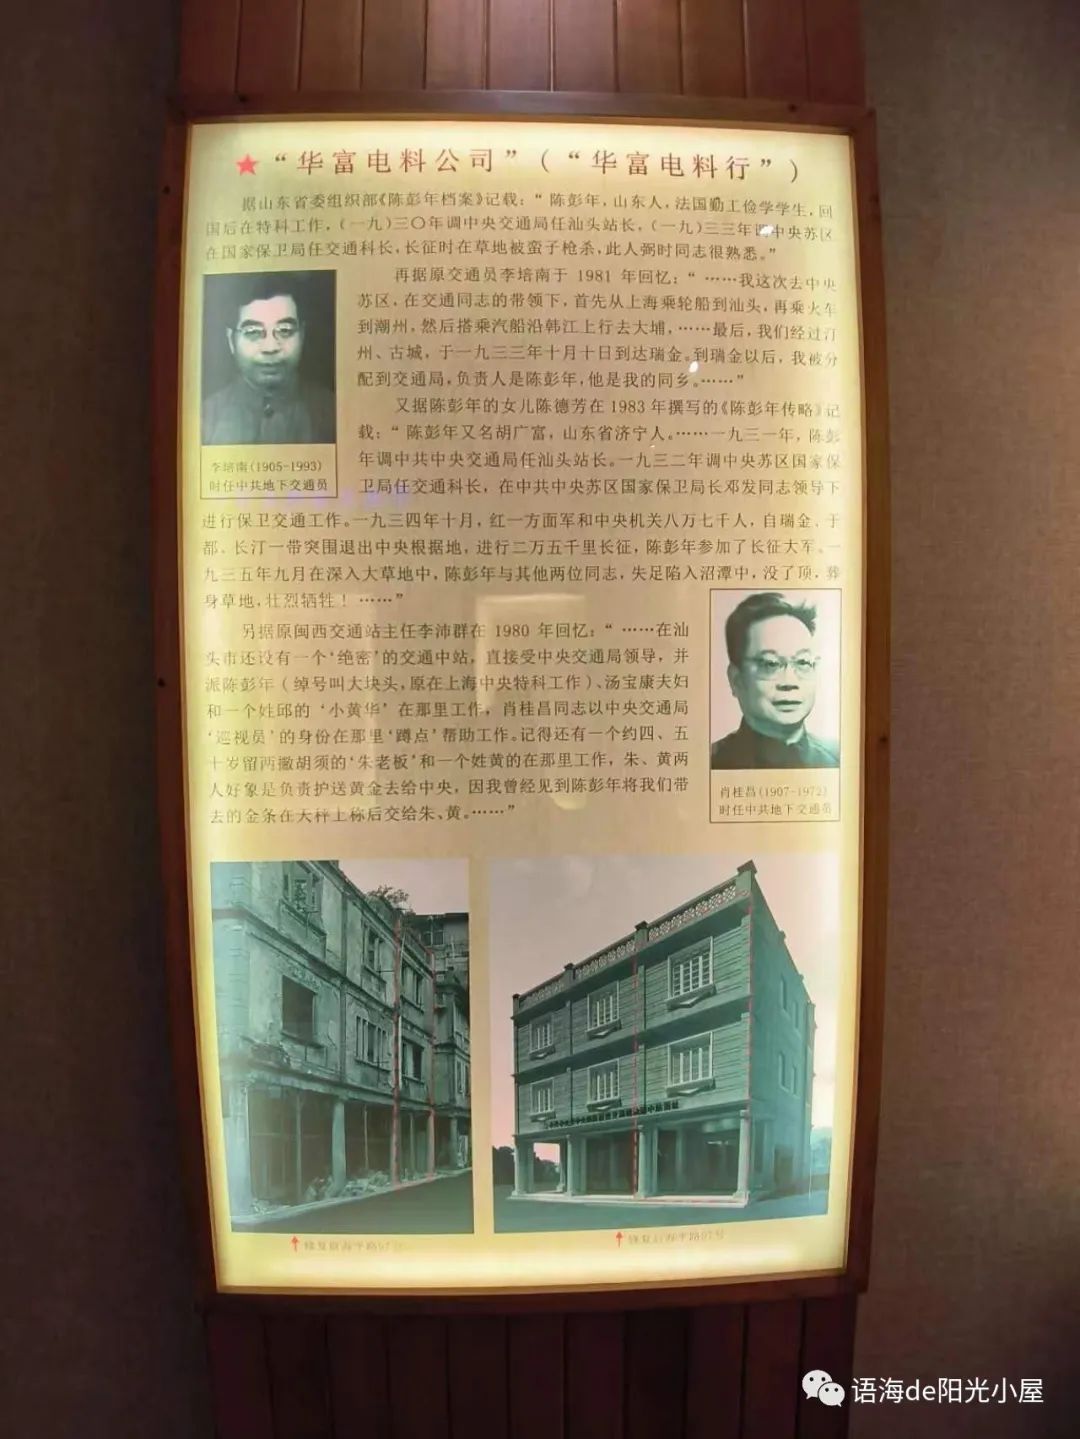 ★“华富电料公司”（“华富电料行”）
据山东省委组织部《陈彭年档案》记载：“陈彭年，山东人，法国勤工俭学学生，回
国后在特科工作，（一九）三〇年调中央交通局任汕头站长，（一九）三三年调中央苏区
在国家保卫局任交通科长，长征时在草地被蛮子枪杀，此人弼时同志很熟悉。”
再据原交通员李培南于 1981 年回忆：“……我这次去中央
苏区，在交通同志的带领下，首先从上海乘轮船到汕头，再乘火车
到潮州，然后搭乘汽船沿韩江上行去大埔，……最后，我们经过汀
州、古城，于一九三三年十月十日到达瑞金。到瑞金以后，我被分
配到交通局，负责人是陈彭年，他是我的同乡。……”
李培南(1905-1993)
时任中共地下交通员
又据陈彭年的女儿陈德芳在 1983 年撰写的《陈彭年传略》记
载：“陈彭年又名胡广富，山东省济宁人。……一九三一年，陈彭
年调中共中央交通局任汕头站长。一九三二年调中央苏区国家保
卫局任交通科长，在中共中央苏区国家保卫局长邓发同志领导下
进行保卫交通工作。一九三四年十月，红一方面军和中央机关八万七千人，自瑞金、于
都、长汀一带突围退出中央根据地，进行二万五千里长征，陈彭年参加了长征大军。一
九三五年九月在深入大草地中，陈彭年与其他两位同志，失足陷入沼潭中，没了顶，葬
身草地，壮烈牺牲！……”
另据原闽西交通站主任李沛群在 1980 年回忆：“……在汕
头市还设有一个‘绝密’的交通中站，直接受中央交通局领导，并
派陈彭年（绰号叫大块头，原在上海中央特科工作）、汤宝康夫妇
和一个姓邱的‘小黄华’在那里工作，肖桂昌同志以中央交通局
‘巡视员’的身份在那里‘蹲点’帮助工作。记得还有一个约四、五
十岁留两撇胡须的‘朱老板’和一个姓黄的在那里工作，朱、黄两
人好象是负责护送黄金去给中央，因我曾经见到陈彭年将我们带
去的金条在天秤上称后交给朱、黄。……”
肖桂昌(1907-1972)
时任中共地下交通员
↑修复前海平路97号
↑修复后海平路97号
语海de阳光小屋